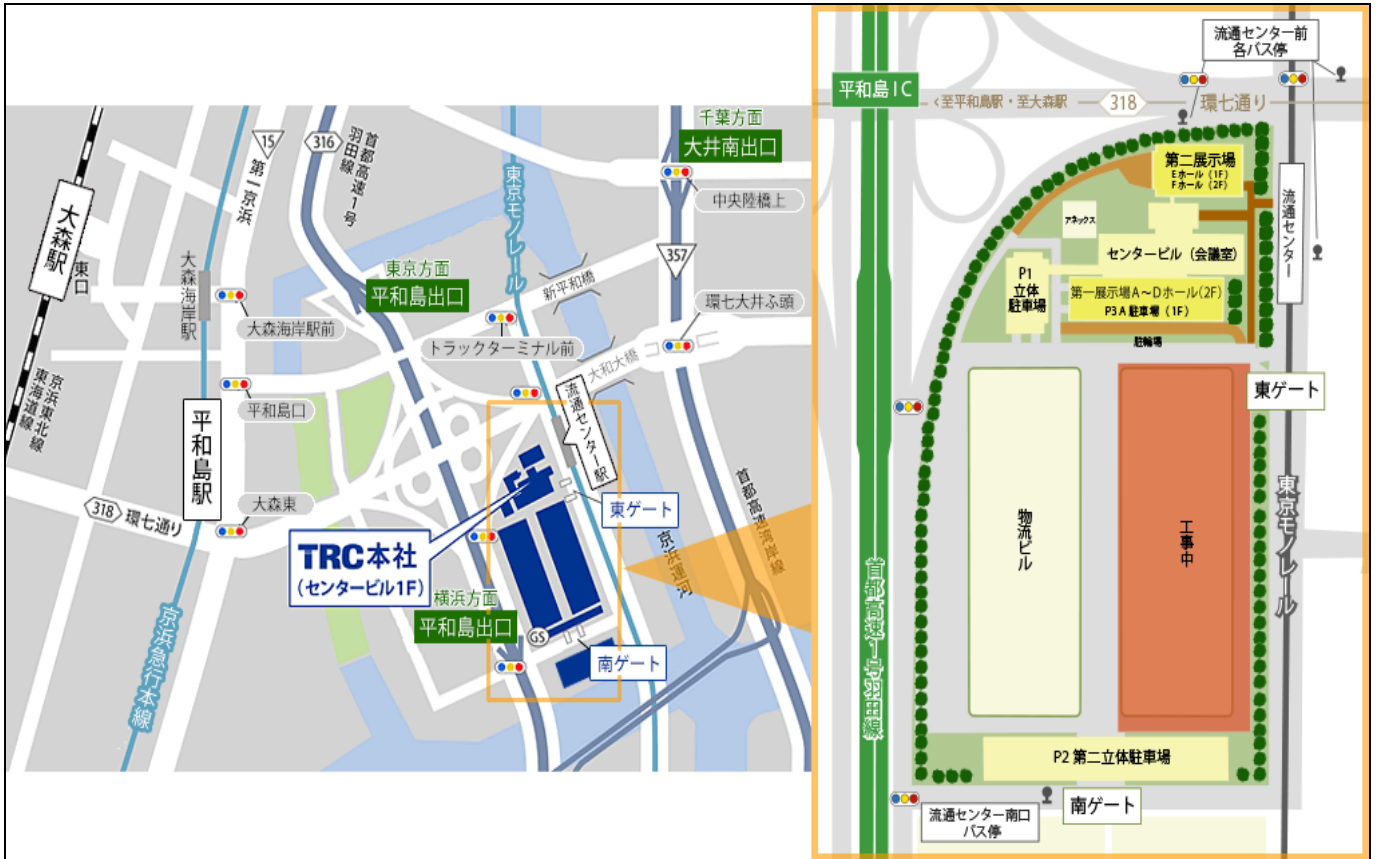 大森駅
東口
京浜東北線
東海道線
15
第一京浜
316
首都高速1号
羽田線
東京モノレール
千葉方面
大井南出口
中央陸橋上
357
大森海岸駅
大森海岸駅前
東京方面
平和島出口
新平和橋
環七大井ふ頭
トラックターミナル前
大和大橋
平和島口
平和島駅
流通センター駅
318
環七通り
大森東
東ゲート
TRC本社
(センタービル1F)
京浜運河
首都高速湾岸線
横浜方面
平和島出口
GS
南ゲート
京浜急行本線
流通センター前
各バス停
平和島IC
<至平和島駅・至大森駅
318
環七通り
第二展示場
Eホール(1F)
Fホール(2F)
アネックス
流通センター
センタービル(会議室)
P1
立体
駐車場
第一展示場A~Dホール(2F)
P3A駐車場(1F)
駐輪場
東ゲート
物流ビル
工事中
東京モノレール
首都高速1号羽田線
P2第二立体駐車場
南ゲート
流通センター南口
バス停